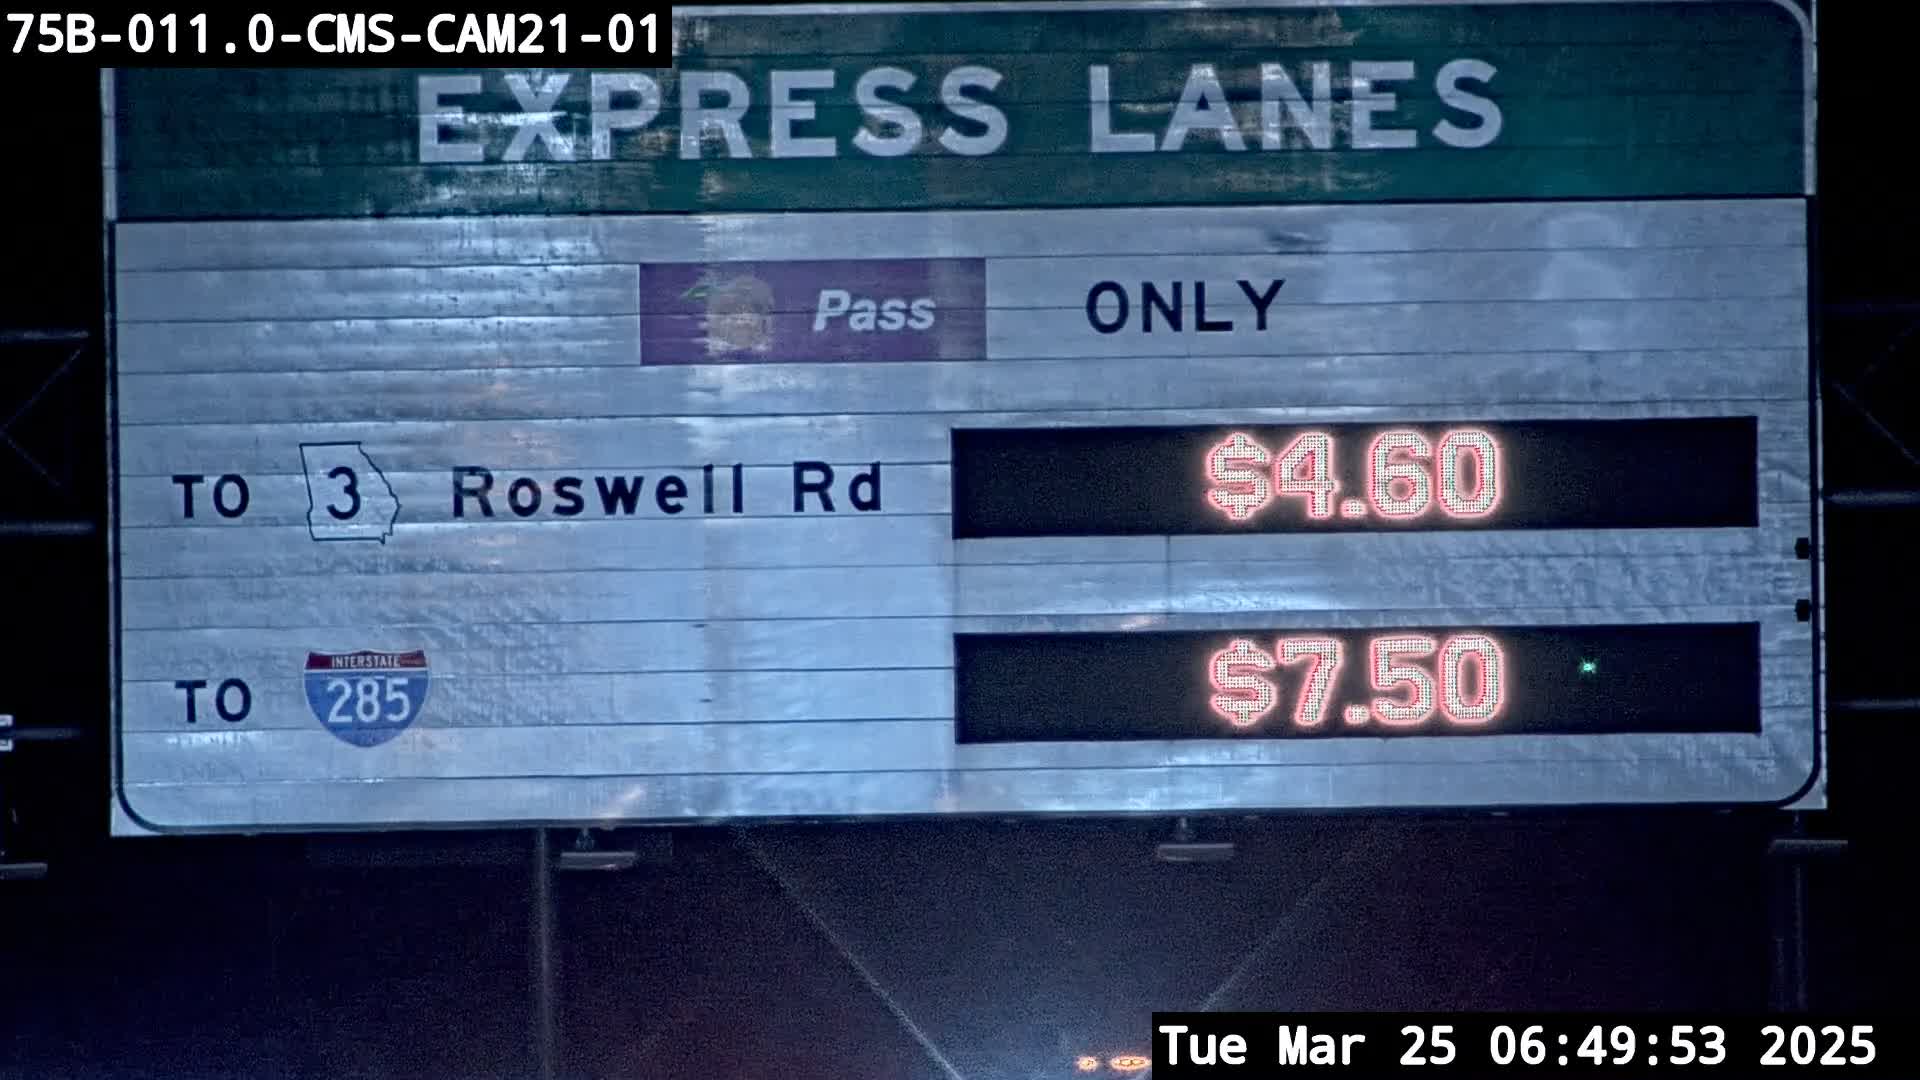 75B-011.0-CMS-CAM21-01
EXPRESS LANES
Pass ONLY
TO 3 Roswell Rd $4.60
INTERSTATE
TO 285 $7.50
Tue Mar 25 06:49:53 2025